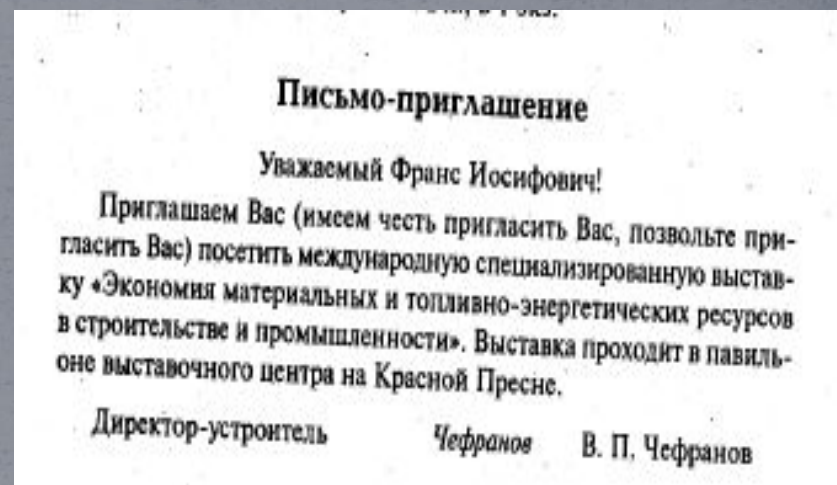 Письмо-приглашение
Уважаемый Франс Иосифович!
Приглашаем Вас (имеем честь пригласить Вас, позвольте при-
гласить Вас) посетить международную специализированную выстав-
ку «Экономия материальных и топливно-энергетических ресурсов
в строительстве и промышленности». Выставка проходит в павиль-
оне выставочного центра на Красной Пресне.
Директор-устроитель Чефранов В. П. Чефранов